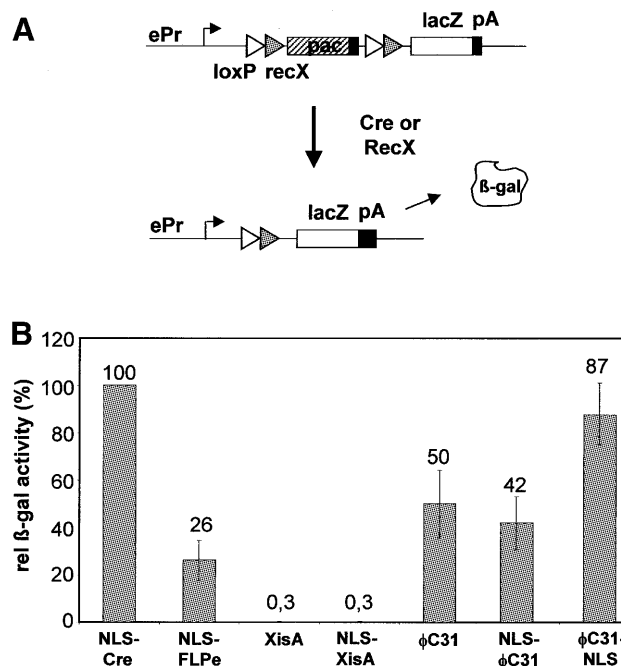 A
ePr
lacZ pA
pac
loxP recX
Cre or
RecX
ß-gal
lacZ pA
ePr
B
rel ß-gal activity (%)
120
100
80
60
40
20
0
100
26
0,3
0,3
50
42
87
NLS-
Cre
NLS-
FLPe
XisA
NLS-
XisA
ϕC31
NLS-
ϕC31
ϕC31-
NLS